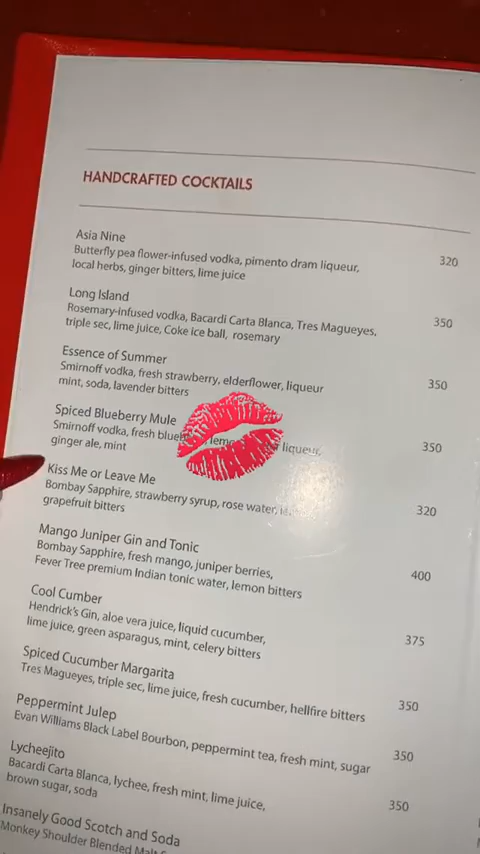 HANDCRAFTED COCKTAILS
Asia Nine
Butterfly pea flower-infused vodka, pimento dram liqueur,
local herbs, ginger bitters, lime juice
320
Long Island
Rosemary-infused vodka, Bacardi Carta Blanca, Tres Magueyes,
triple sec, lime juice, Coke ice ball, rosemary
350
Essence of Summer
Smirnoff vodka, fresh strawberry, elderflower, liqueur
mint, soda, lavender bitters
350
Spiced Blueberry Mule
Smirnoff vodka, fresh liqueur,
ginger ale, mint
350
Kiss Me or Leave Me
Bombay Sapphire, strawberry syrup, rose water,
grapefruit bitters
320
Mango Juniper Gin and Tonic
Bombay Sapphire, fresh mango, juniper berries,
Fever Tree premium Indian tonic water, lemon bitters
400
Cool Cumber
Hendrick's Gin, aloe vera juice, liquid cucumber,
lime juice, green asparagus, mint, celery bitters
375
Spiced Cucumber Margarita
Tres Magueyes, triple sec, lime juice, fresh cucumber, hellfire bitters
350
Peppermint Julep
Evan Williams Black Label Bourbon, peppermint tea, fresh mint, sugar
350
Lycheejito
Bacardi Carta Blanca, lychee, fresh mint, lime juice,
brown sugar, soda
350
Insanely Good Scotch and Soda
Monkey Shoulder Blended